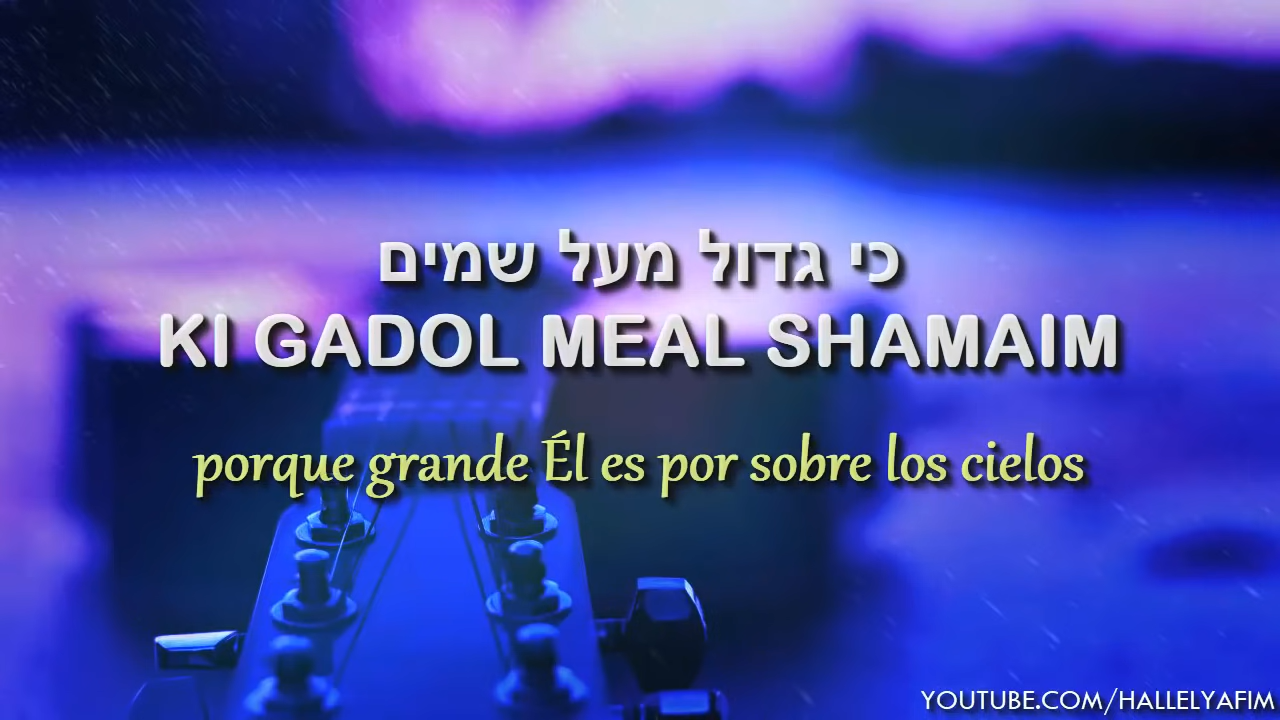 כי גדול מעל שמים
KI GADOL MEAL SHAMAIM
porque grande Él es por sobre los cielos
YOUTUBE.COM/HALLELYAFIM